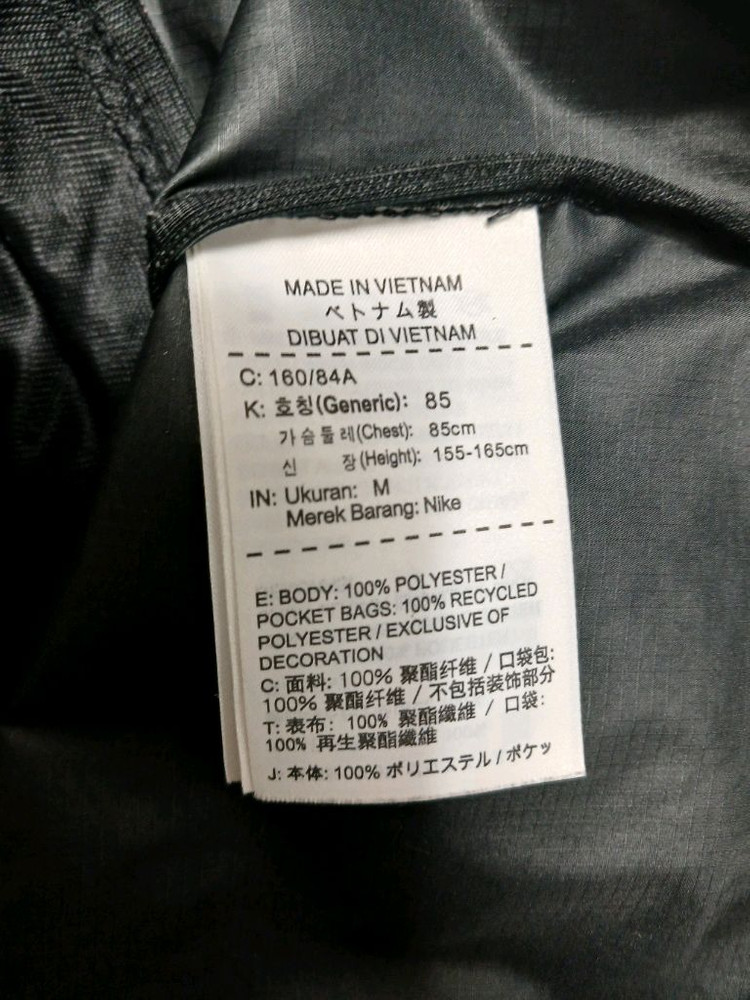 MADE IN VIETNAM
ベトナム製
DIBUAT DI VIETNAM
C: 160/84A
K: 호칭(Generic): 85
가슴둘레(Chest): 85cm
신 장(Height): 155-165cm
IN: Ukuran: M
Merek Barang: Nike
E: BODY: 100% POLYESTER /
POCKET BAGS: 100% RECYCLED
POLYESTER / EXCLUSIVE OF
DECORATION
C: 面料: 100% 聚酯纤维 / 口袋包:
100% 聚酯纤维 / 不包括装饰部分
T: 表布: 100% 聚酯纖維 / 口袋:
100% 再生聚酯纖維
J: 本体: 100% ポリエステル / ポケッ